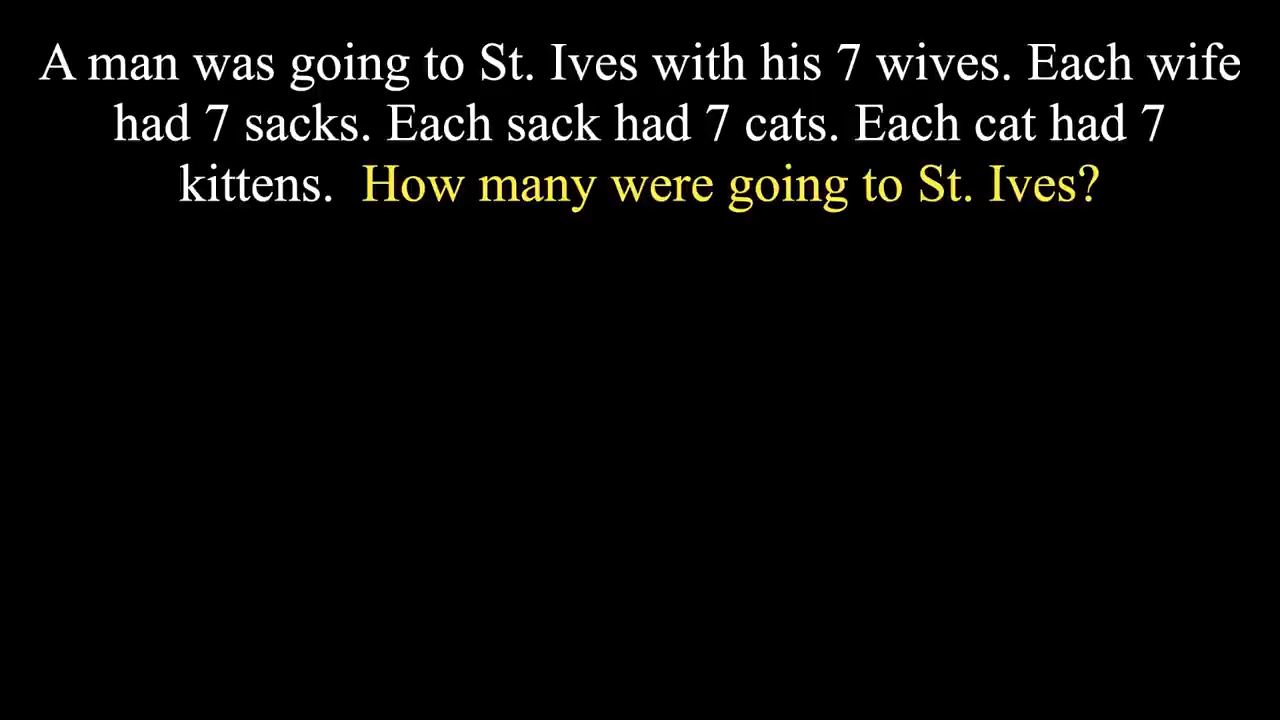 A man was going to St. Ives with his 7 wives. Each wife
had 7 sacks. Each sack had 7 cats. Each cat had 7
kittens.  How many were going to St. Ives?